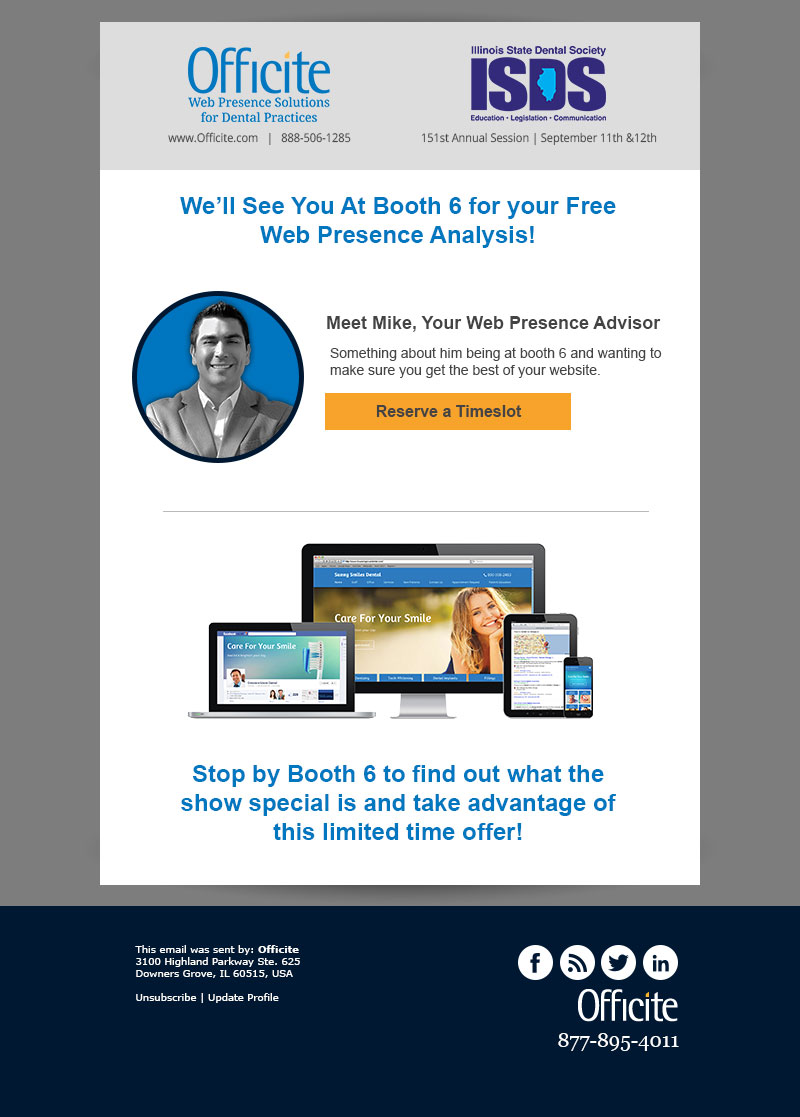 Officite
Web Presence Solutions
for Dental Practices
www.Officite.com | 888-506-1285
Illinois State Dental Society
ISDS
Education • Legislation • Communication
151st Annual Session | September 11th &12th
We’ll See You At Booth 6 for your Free
Web Presence Analysis!
Meet Mike, Your Web Presence Advisor
Something about him being at booth 6 and wanting to
make sure you get the best of your website.
Reserve a Timeslot
Sunny Smiles Dental
Care For Your Smile
Care For Your Smile
Stop by Booth 6 to find out what the
show special is and take advantage of
this limited time offer!
This email was sent by: Officite
3100 Highland Parkway Ste. 625
Downers Grove, IL 60515, USA
Unsubscribe | Update Profile
Officite
877-895-4011